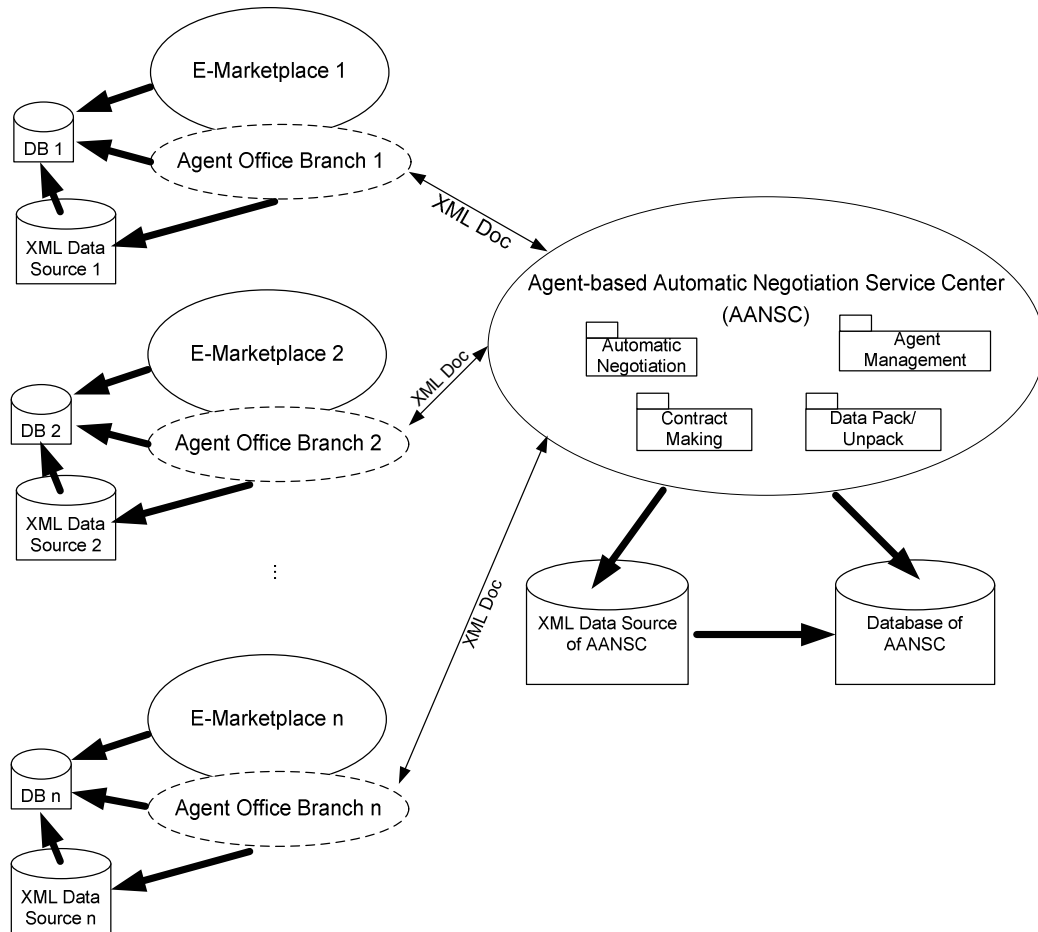 E-Marketplace 1
DB 1
Agent Office Branch 1
XML Data
Source 1
XML Doc
E-Marketplace 2
DB 2
Agent Office Branch 2
XML Data
Source 2
XML Doc
...
E-Marketplace n
DB n
Agent Office Branch n
XML Data
Source n
XML Doc
Agent-based Automatic Negotiation Service Center
(AANSC)
Automatic
Negotiation
Agent
Management
Contract
Making
Data Pack/
Unpack
XML Data Source
of AANSC
Database of
AANSC